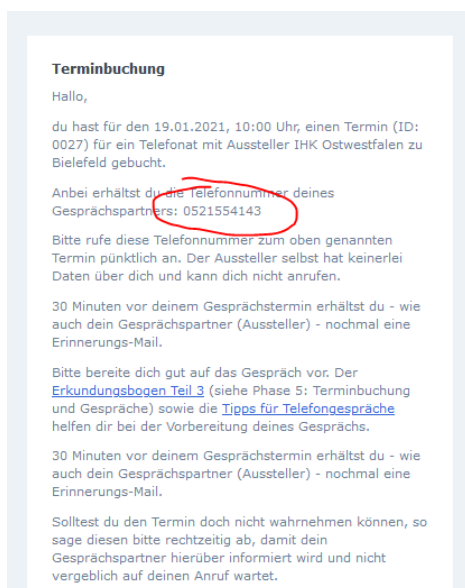 Terminbuchung
Hallo,
du hast für den 19.01.2021, 10:00 Uhr, einen Termin (ID:
0027) für ein Telefonat mit Aussteller IHK Ostwestfalen zu
Bielefeld gebucht.
Anbei erhältst du die Telefonnummer deines
Gesprächspartners: 0521554143
Bitte rufe diese Telefonnummer zum oben genannten
Termin pünktlich an. Der Aussteller selbst hat keinerlei
Daten über dich und kann dich nicht anrufen.
30 Minuten vor deinem Gesprächstermin erhältst du - wie
auch dein Gesprächspartner (Aussteller) - nochmal eine
Erinnerungs-Mail.
Bitte bereite dich gut auf das Gespräch vor. Der
Erkundungsbogen Teil 3 (siehe Phase 5: Terminbuchung
und Gespräche) sowie die Tipps für Telefongespräche
helfen dir bei der Vorbereitung deines Gesprächs.
30 Minuten vor deinem Gesprächstermin erhältst du - wie
auch dein Gesprächspartner (Aussteller) - nochmal eine
Erinnerungs-Mail.
Solltest du den Termin doch nicht wahrnehmen können, so
sage diesen bitte rechtzeitig ab, damit dein
Gesprächspartner hierüber informiert wird und nicht
vergeblich auf deinen Anruf wartet.